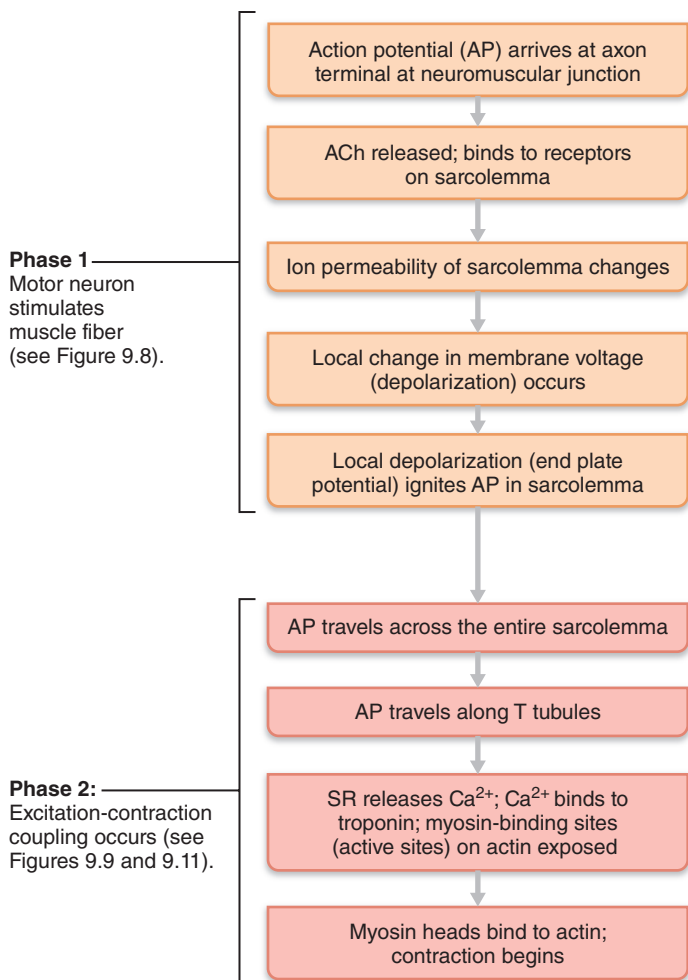 Action potential (AP) arrives at axon
terminal at neuromuscular junction
ACh released; binds to receptors
on sarcolemma
Phase 1
Motor neuron
stimulates
muscle fiber
(see Figure 9.8).
Ion permeability of sarcolemma changes
Local change in membrane voltage
(depolarization) occurs
Local depolarization (end plate
potential) ignites AP in sarcolemma
AP travels across the entire sarcolemma
AP travels along T tubules
Phase 2:
Excitation-contraction
coupling occurs (see
Figures 9.9 and 9.11).
SR releases Ca²⁺; Ca²⁺ binds to
troponin; myosin-binding sites
(active sites) on actin exposed
Myosin heads bind to actin;
contraction begins